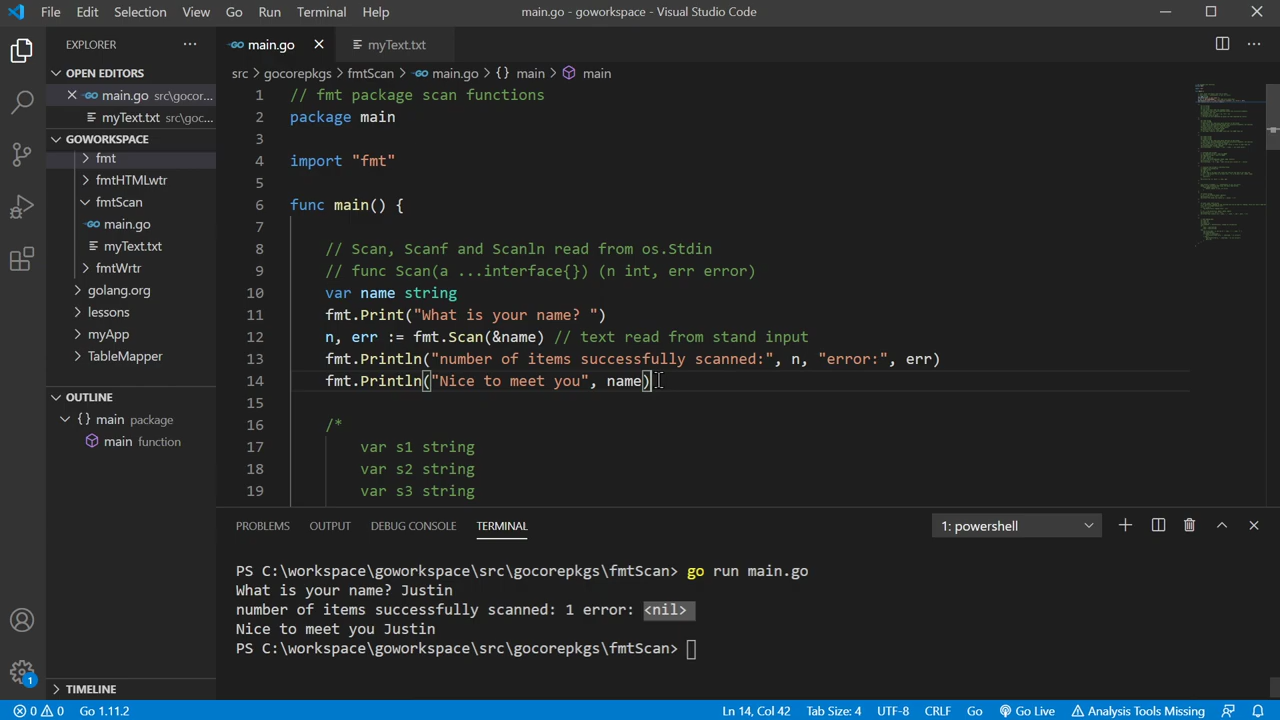 File Edit Selection View Go Run Terminal Help main.go - goworkspace - Visual Studio Code
EXPLORER
main.go myText.txt
OPEN EDITORS
main.go src\gocor...
myText.txt src\goc...
GOWORKSPACE
fmt
fmtHTMLwtr
fmtScan
main.go
myText.txt
fmtWrtr
golang.org
lessons
myApp
TableMapper
OUTLINE
{} main package
main function
TIMELINE
src > gocorepkgs > fmtScan > main.go > {} main > main
1 // fmt package scan functions
2 package main
3
4 import "fmt"
5
6 func main() {
7
8 // Scan, Scanf and Scanln read from os.Stdin
9 // func Scan(a ...interface{}) (n int, err error)
10 var name string
11 fmt.Print("What is your name? ")
12 n, err := fmt.Scan(&name) // text read from stand input
13 fmt.Println("number of items successfully scanned:", n, "error:", err)
14 fmt.Println("Nice to meet you", name)
15
16 /*
17 var s1 string
18 var s2 string
19 var s3 string
PROBLEMS OUTPUT DEBUG CONSOLE TERMINAL 1: powershell
PS C:\workspace\goworkspace\src\gocorepkgs\fmtScan> go run main.go
What is your name? Justin
number of items successfully scanned: 1 error: <nil>
Nice to meet you Justin
PS C:\workspace\goworkspace\src\gocorepkgs\fmtScan>
1
0 0 Go 1.11.2 Ln 14, Col 42 Tab Size: 4 UTF-8 CRLF Go Go Live Analysis Tools Missing